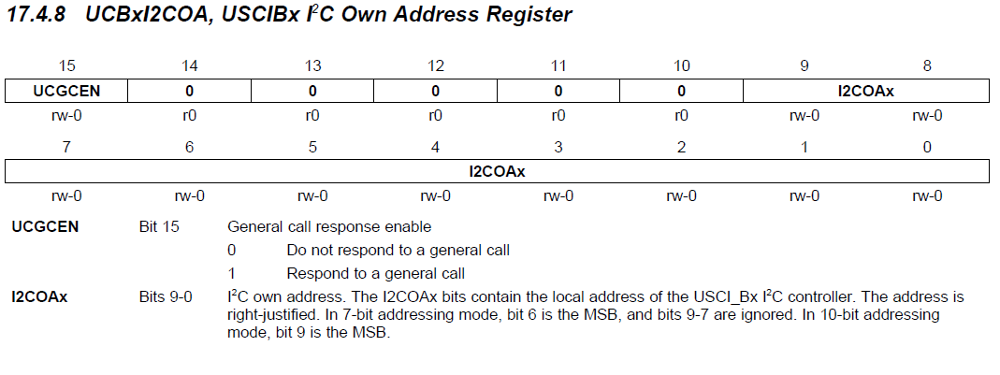 17.4.8 UCBxI2COA, USCIBx I²C Own Address Register
15 14 13 12 11 10 9 8
UCGCEN 0 0 0 0 0 I2COAx
rw-0 r0 r0 r0 r0 r0 rw-0 rw-0
7 6 5 4 3 2 1 0
I2COAx
rw-0 rw-0 rw-0 rw-0 rw-0 rw-0 rw-0 rw-0
UCGCEN Bit 15 General call response enable
0 Do not respond to a general call
1 Respond to a general call
I2COAx Bits 9-0 I²C own address. The I2COAx bits contain the local address of the USCI_Bx I²C controller. The address is
right-justified. In 7-bit addressing mode, bit 6 is the MSB, and bits 9-7 are ignored. In 10-bit addressing
mode, bit 9 is the MSB.